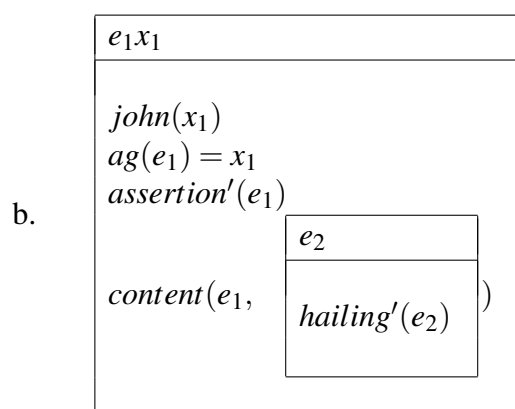 e₁x₁
john(x₁)
ag(e₁) = x₁
assertion′(e₁)
b.
e₂
content(e₁, hailing′(e₂) )